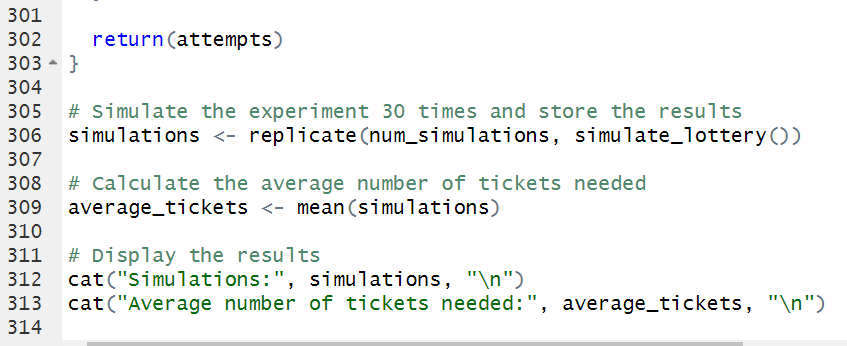 301
302   return(attempts)
303 }
304
305 # Simulate the experiment 30 times and store the results
306 simulations <- replicate(num_simulations, simulate_lottery())
307
308 # Calculate the average number of tickets needed
309 average_tickets <- mean(simulations)
310
311 # Display the results
312 cat("Simulations:", simulations, "\n")
313 cat("Average number of tickets needed:", average_tickets, "\n")
314